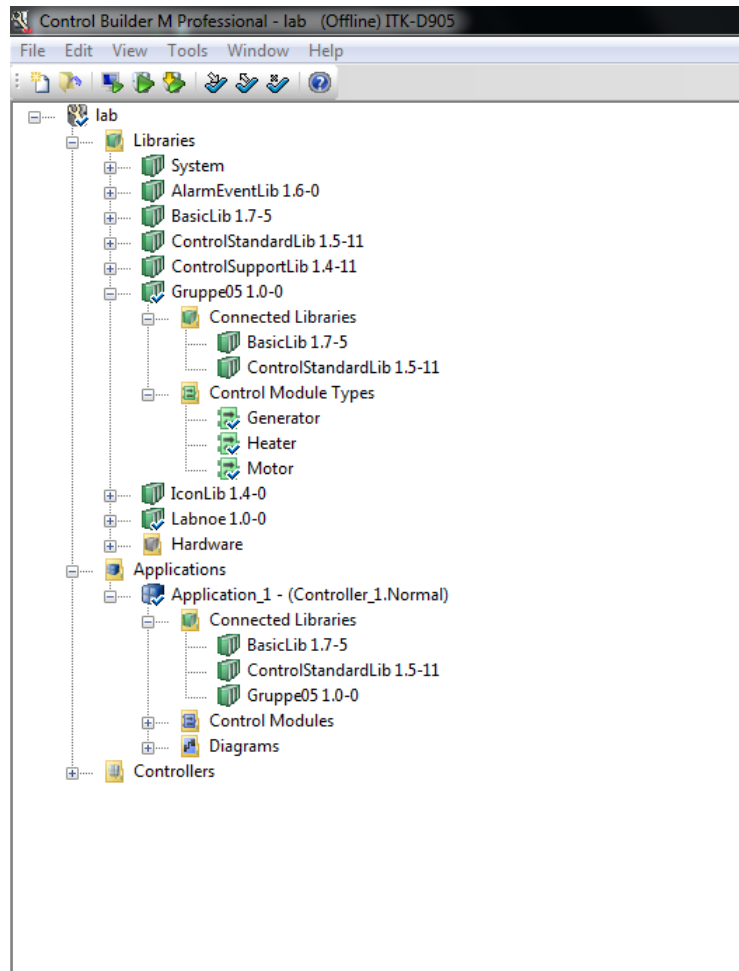 Control Builder M Professional - lab   (Offline) ITK-D905
File Edit View Tools Window Help
lab
Libraries
System
AlarmEventLib 1.6-0
BasicLib 1.7-5
ControlStandardLib 1.5-11
ControlSupportLib 1.4-11
Gruppe05 1.0-0
Connected Libraries
BasicLib 1.7-5
ControlStandardLib 1.5-11
Control Module Types
Generator
Heater
Motor
IconLib 1.4-0
Labnoe 1.0-0
Hardware
Applications
Application_1 - (Controller_1.Normal)
Connected Libraries
BasicLib 1.7-5
ControlStandardLib 1.5-11
Gruppe05 1.0-0
Control Modules
Diagrams
Controllers